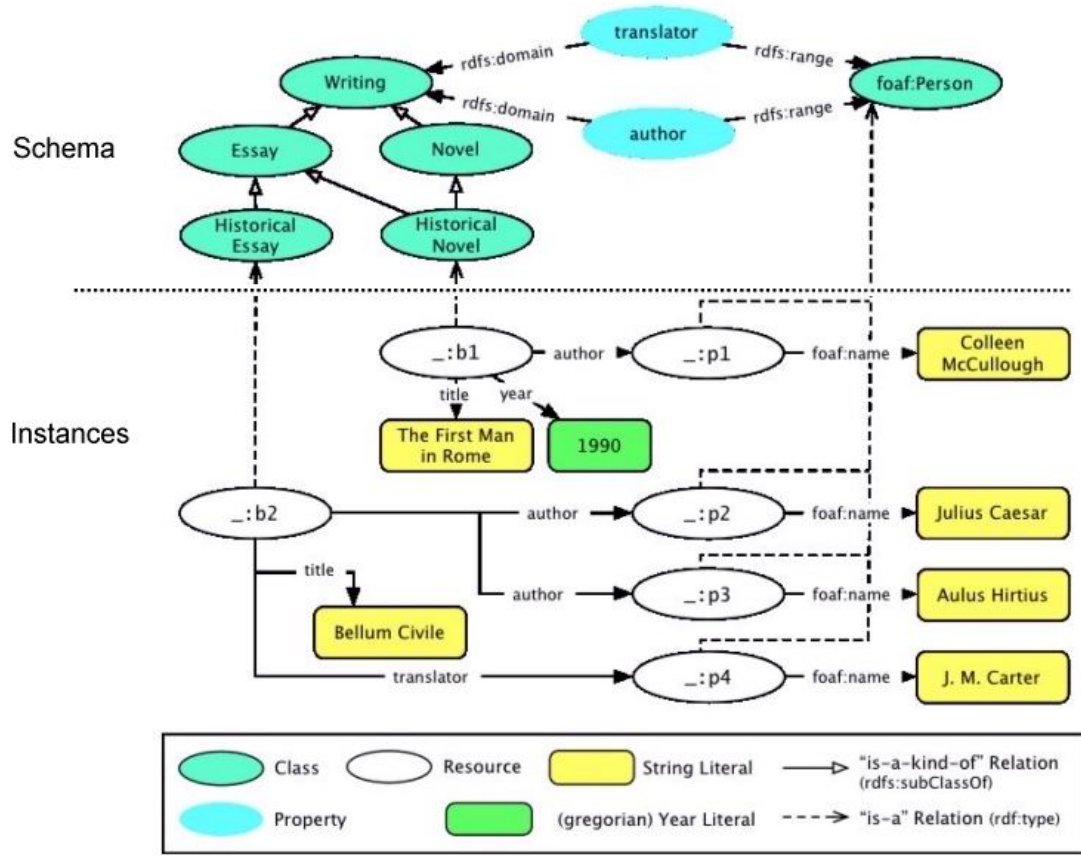 translator
rdfs:domain
rdfs:range
Writing
foaf:Person
rdfs:domain
rdfs:range
author
Schema
Essay
Novel
Historical
Essay
Historical
Novel
_:b1
author
_:p1
foaf:name
Colleen
McCullough
title
year
Instances
The First Man
in Rome
1990
_:b2
author
_:p2
foaf:name
Julius Caesar
title
author
_:p3
foaf:name
Aulus Hirtius
Bellum Civile
translator
_:p4
foaf:name
J. M. Carter
Class
Resource
String Literal
“is-a-kind-of” Relation
(rdfs:subClassOf)
Property
(gregorian) Year Literal
“is-a” Relation (rdf:type)